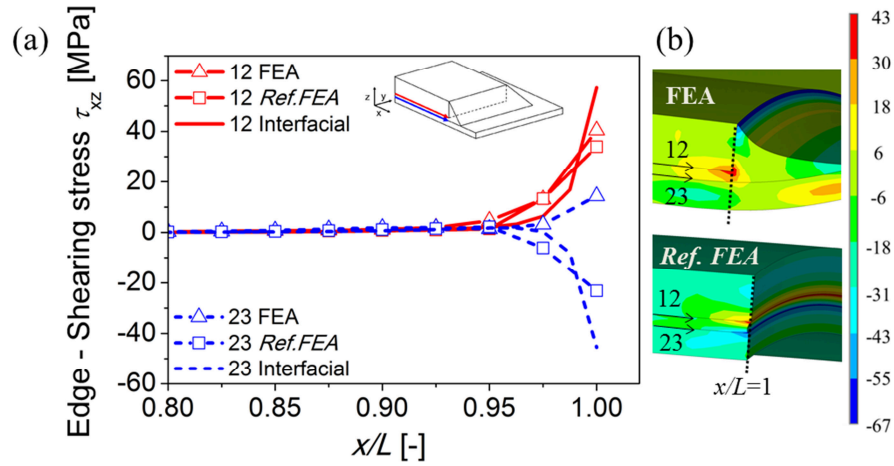 (a)
Edge - Shearing stress τxz [MPa]
60
40
20
0
-20
-40
-60
12 FEA
12 Ref.FEA
12 Interfacial
z
y
x
23 FEA
23 Ref.FEA
23 Interfacial
0.80
0.85
0.90
0.95
1.00
x/L [-]
(b)
FEA
12
23
Ref. FEA
12
23
x/L=1
43
30
18
6
-6
-18
-31
-43
-55
-67